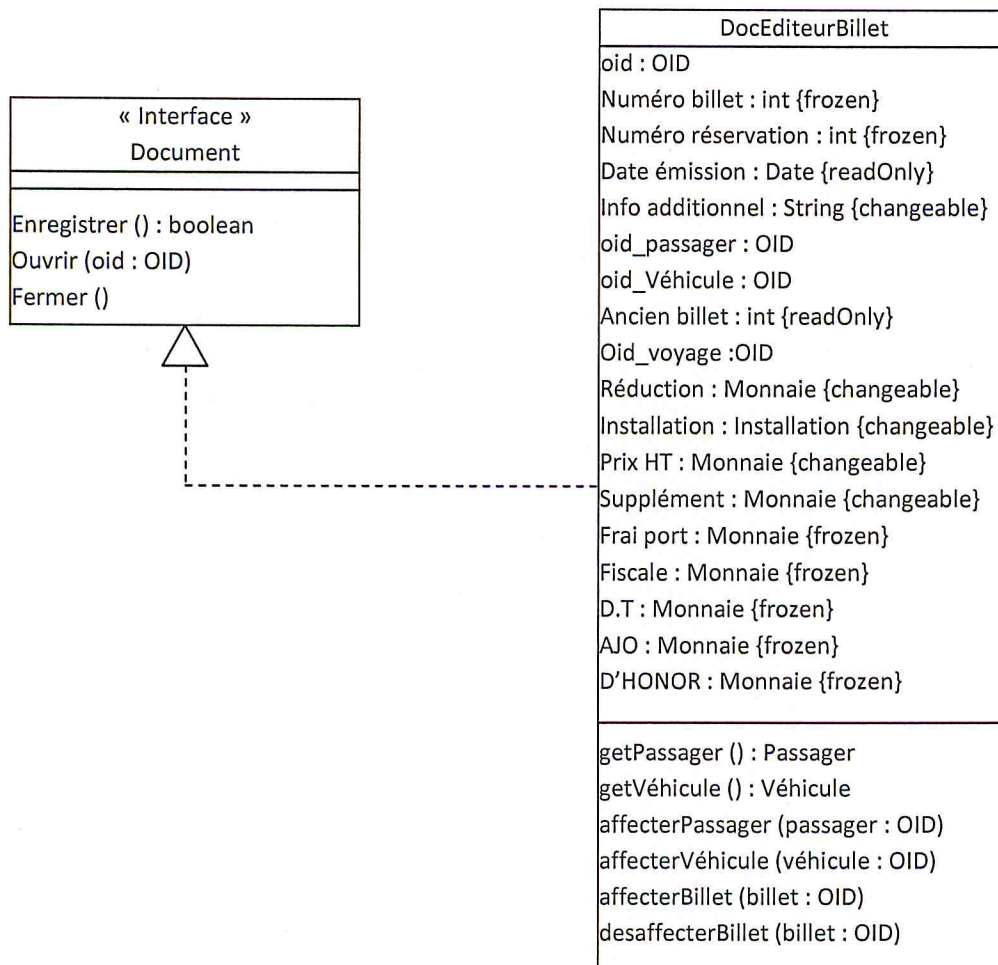 « Interface »
Document
Enregistrer () : boolean
Ouvrir (oid : OID)
Fermer ()
DocEditeurBillet
oid : OID
Numéro billet : int {frozen}
Numéro réservation : int {frozen}
Date émission : Date {readOnly}
Info additionnel : String {changeable}
oid_passager : OID
oid_Véhicule : OID
Ancien billet : int {readOnly}
Oid_voyage :OID
Réduction : Monnaie {changeable}
Installation : Installation {changeable}
Prix HT : Monnaie {changeable}
Supplément : Monnaie {changeable}
Frai port : Monnaie {frozen}
Fiscale : Monnaie {frozen}
D.T : Monnaie {frozen}
AJO : Monnaie {frozen}
D’HONOR : Monnaie {frozen}
getPassager () : Passager
getVéhicule () : Véhicule
affecterPassager (passager : OID)
affecterVéhicule (véhicule : OID)
affecterBillet (billet : OID)
desaffecterBillet (billet : OID)